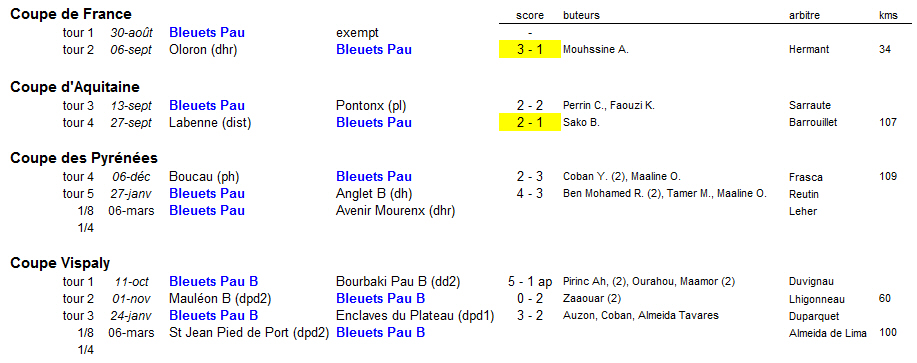 Coupe de France score buteurs arbitre kms
tour 1 30-août Bleuets Pau exempt -
tour 2 06-sept Oloron (dhr) Bleuets Pau 3 - 1 Mouhssine A. Hermant 34
Coupe d'Aquitaine
tour 3 13-sept Bleuets Pau Pontonx (pl) 2 - 2 Perrin C., Faouzi K. Sarraute
tour 4 27-sept Labenne (dist) Bleuets Pau 2 - 1 Sako B. Barrouillet 107
Coupe des Pyrénées
tour 4 06-déc Boucau (ph) Bleuets Pau 2 - 3 Coban Y. (2), Maaline O. Frasca 109
tour 5 27-janv Bleuets Pau Anglet B (dh) 4 - 3 Ben Mohamed R. (2), Tamer M., Maaline O. Reutin
1/8 06-mars Bleuets Pau Avenir Mourenx (dhr) Leher
1/4
Coupe Vispaly
tour 1 11-oct Bleuets Pau B Bourbaki Pau B (dd2) 5 - 1 ap Pirinc Ah, (2), Ourahou, Maamor (2) Duvignau
tour 2 01-nov Mauléon B (dpd2) Bleuets Pau B 0 - 2 Zaaouar (2) Lhigonneau 60
tour 3 24-janv Bleuets Pau B Enclaves du Plateau (dpd1) 3 - 2 Auzon, Coban, Almeida Tavares Duparquet
1/8 06-mars St Jean Pied de Port (dpd2) Bleuets Pau B Almeida de Lima 100
1/4